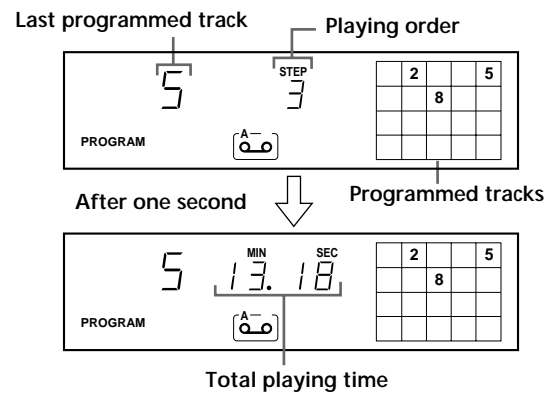 Last programmed track
Playing order
5
STEP
3
2 5
8
PROGRAM
A
After one second
Programmed tracks
5
MIN SEC
13. 18
2 5
8
PROGRAM
A
Total playing time